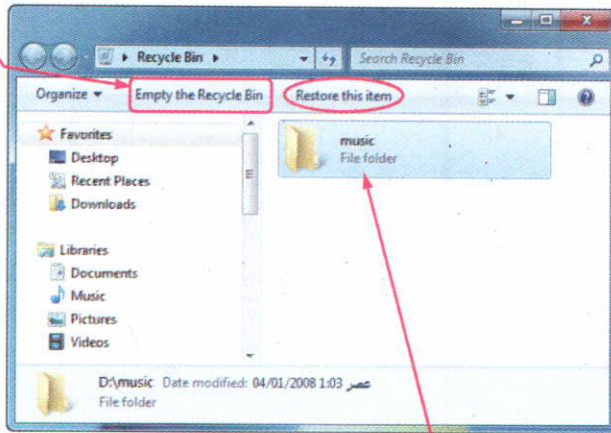 Recycle Bin
Search Recycle Bin
Organize Empty the Recycle Bin Restore this item
Favorites
Desktop
Recent Places
Downloads
Libraries
Documents
Music
Pictures
Videos
music
File folder
D:\music Date modified: 04/01/2008 1:03 عصر
File folder